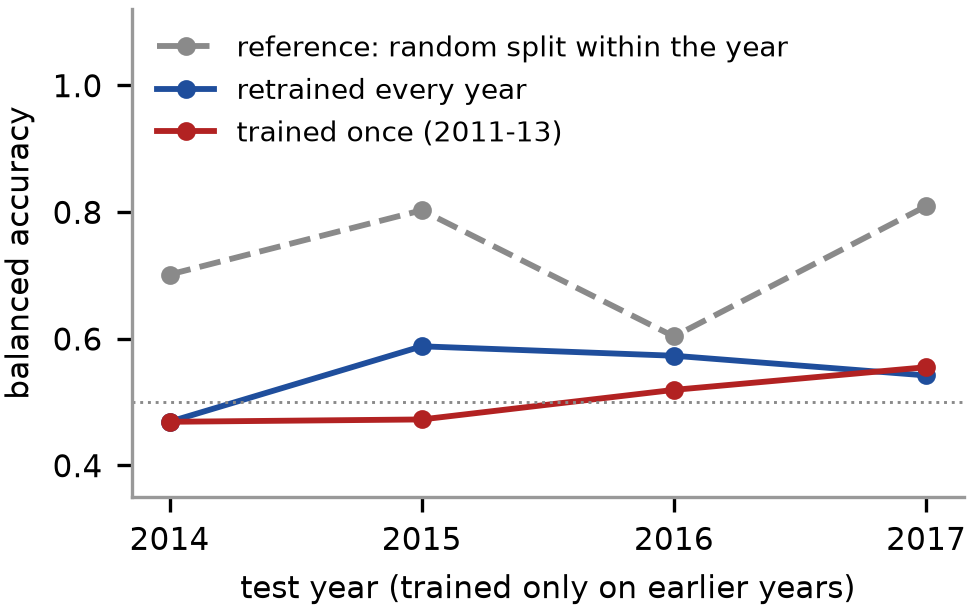 reference: random split within the year
retrained every year
trained once (2011-13)
1.0
0.8
0.6
0.4
balanced accuracy
2014 2015 2016 2017
test year (trained only on earlier years)